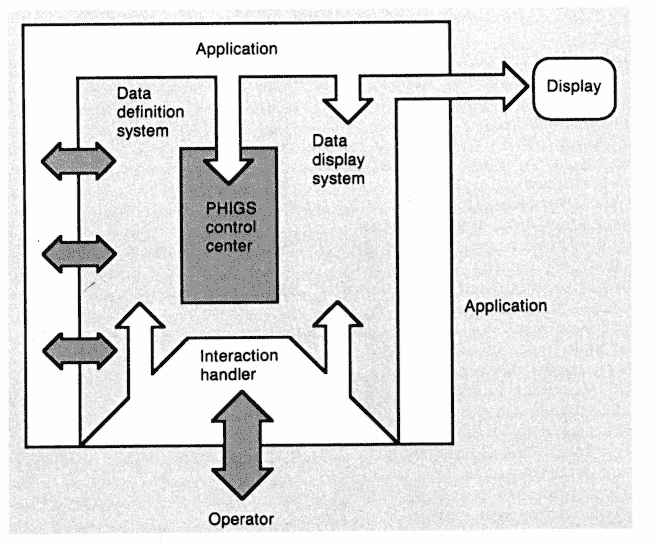 Application
Display
Data
definition
system
Data
display
system
PHIGS
control
center
Application
Interaction
handler
Operator